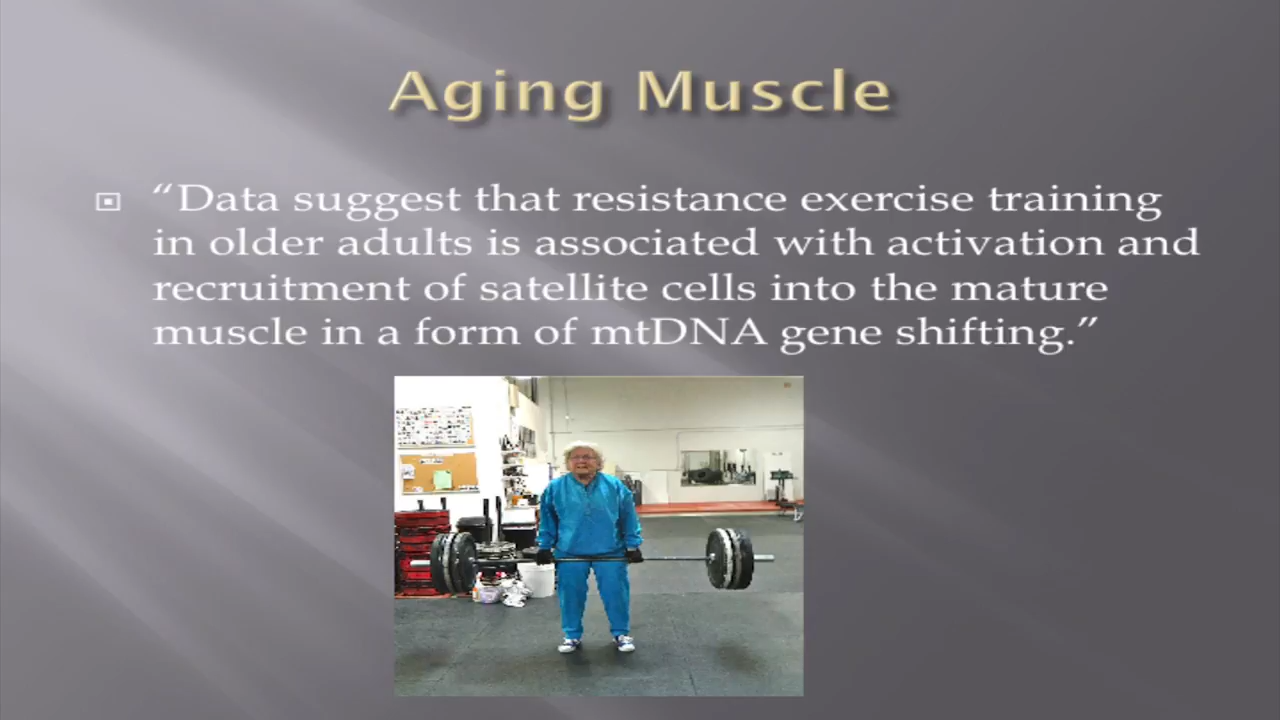 Aging Muscle
“Data suggest that resistance exercise training
in older adults is associated with activation and
recruitment of satellite cells into the mature
muscle in a form of mtDNA gene shifting.”